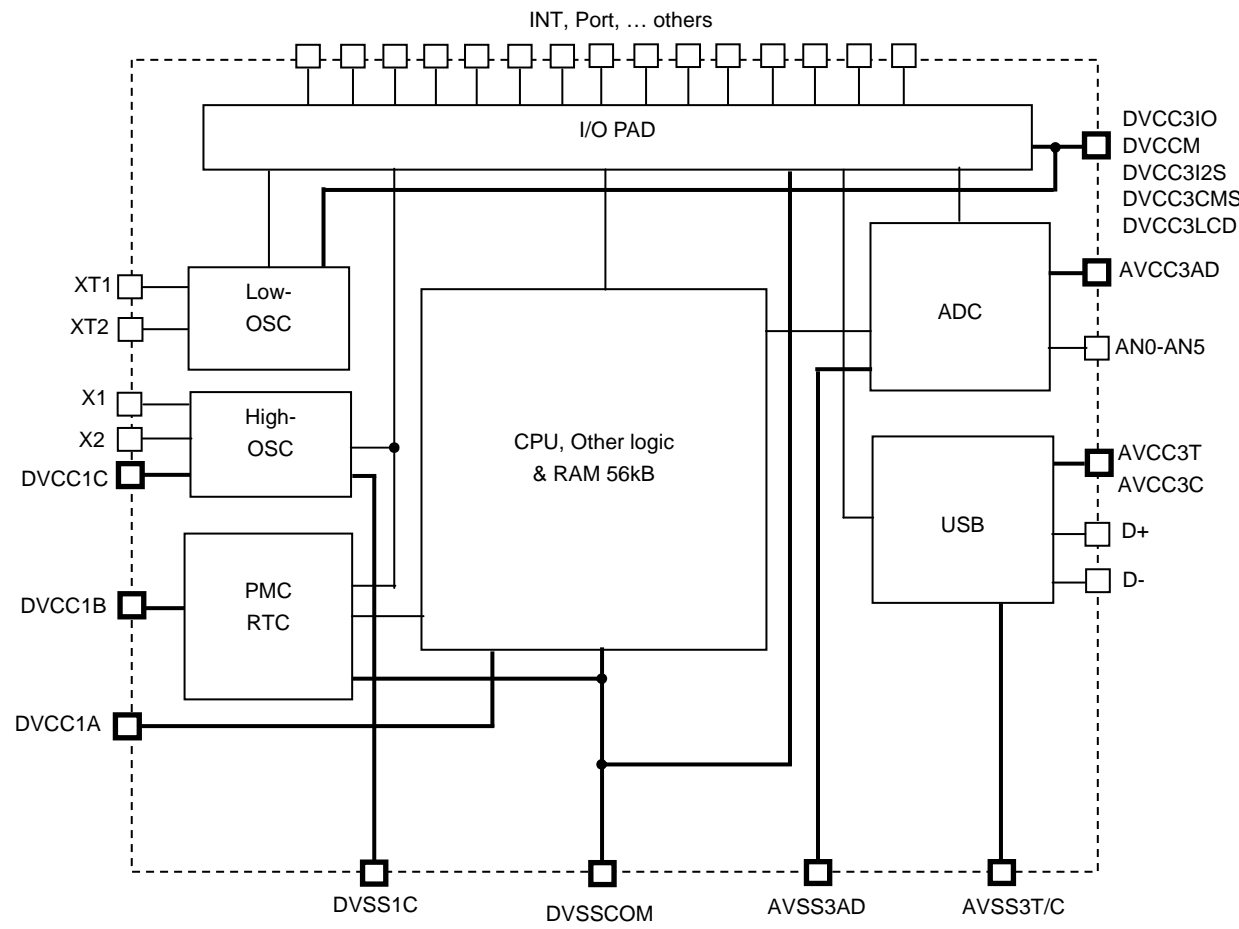 INT, Port, … others
I/O PAD
DVCC3IO
DVCCM
DVCC3I2S
DVCC3CMS
DVCC3LCD
XT1
XT2
Low-
OSC
ADC
AVCC3AD
AN0-AN5
X1
X2
DVCC1C
High-
OSC
CPU, Other logic
& RAM 56kB
AVCC3T
AVCC3C
USB
D+
D-
DVCC1B
PMC
RTC
DVCC1A
DVSS1C
DVSSCOM
AVSS3AD
AVSS3T/C